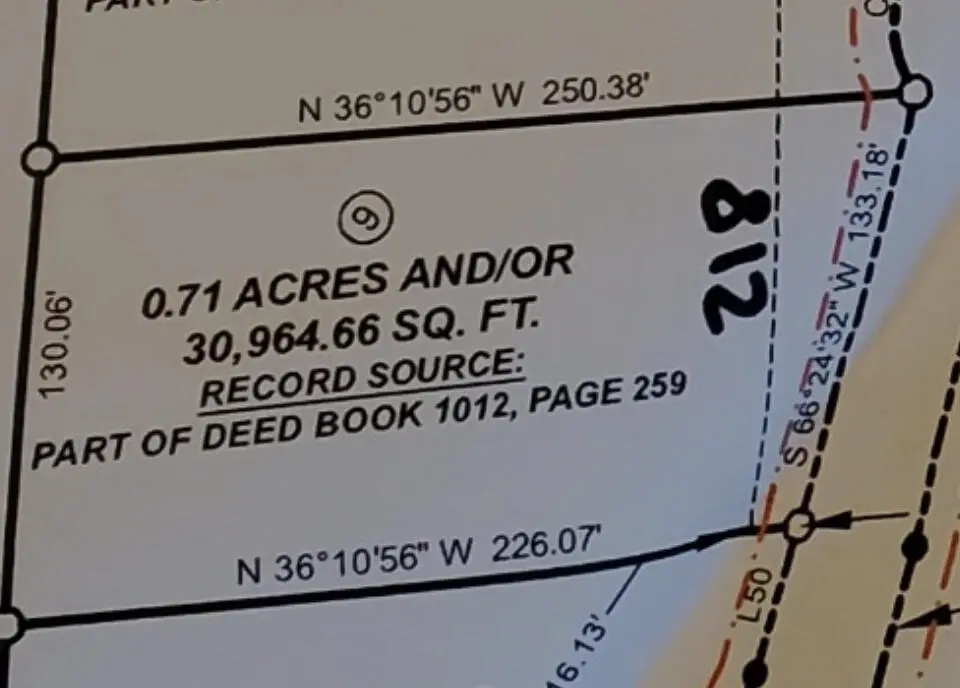 N 36°10'56" W 250.38'
S 66°24'32" W 133.18'
812
130.06'
0.71 ACRES AND/OR
30,964.66 SQ. FT.
RECORD SOURCE:
PART OF DEED BOOK 1012, PAGE 259
N 36°10'56" W 226.07'
L50
16.13'